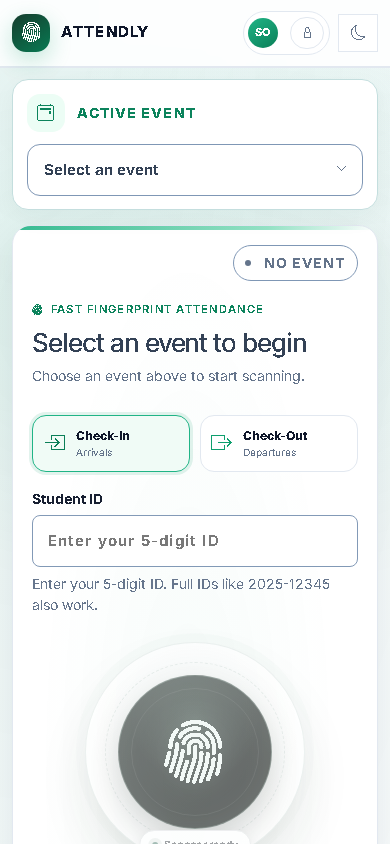 ATTENDLY
SO
ACTIVE EVENT
Select an event
NO EVENT
FAST FINGERPRINT ATTENDANCE
Select an event to begin
Choose an event above to start scanning.
Check-In
Arrivals
Check-Out
Departures
Student ID
Enter your 5-digit ID
Enter your 5-digit ID. Full IDs like 2025-12345
also work.